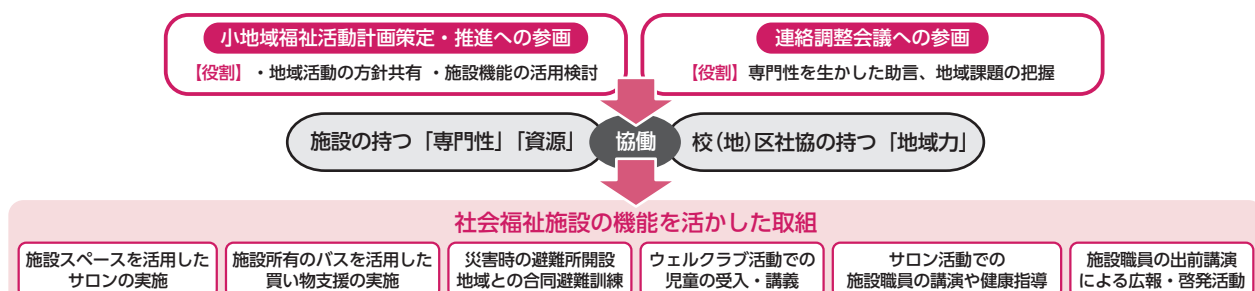 小地域福祉活動計画策定・推進への参画
【役割】・地域活動の方針共有 ・施設機能の活用検討
連絡調整会議への参画
【役割】専門性を生かした助言、地域課題の把握
施設の持つ「専門性」「資源」
協働
校(地)区社協の持つ「地域力」
社会福祉施設の機能を活かした取組
施設スペースを活用した
サロンの実施
施設所有のバスを活用した
買い物支援の実施
災害時の避難所開設
地域との合同避難訓練
ウェルクラブ活動での
児童の受入・講義
サロン活動での
施設職員の講演や健康指導
施設職員の出前講演
による広報・啓発活動